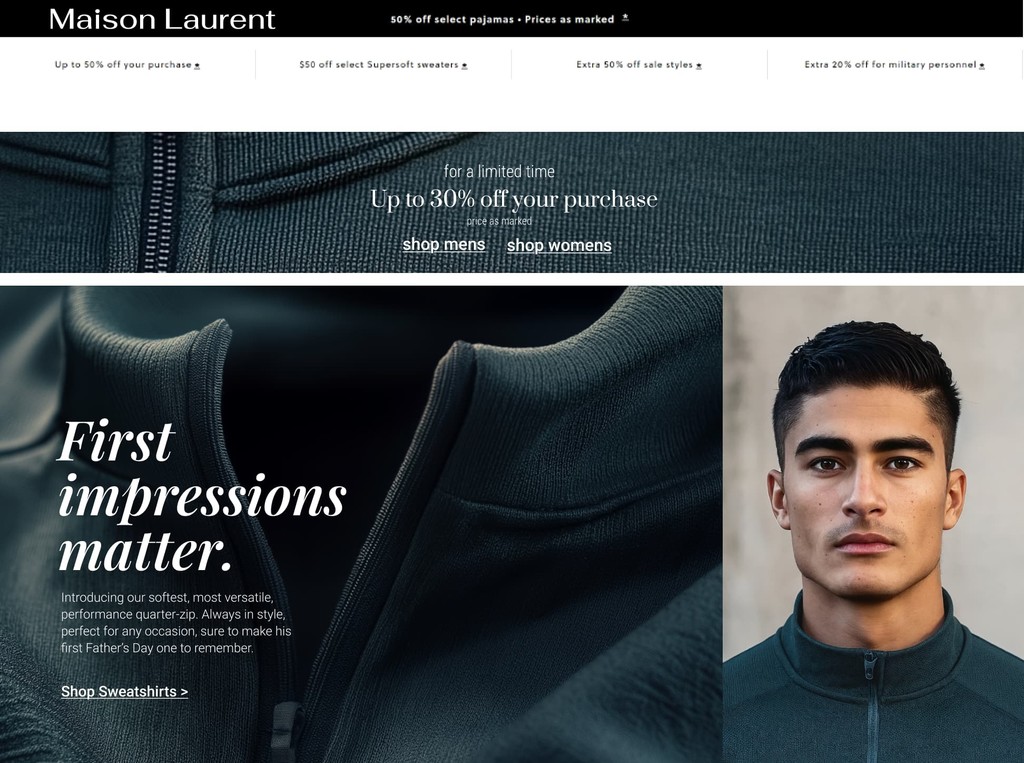 Maison Laurent
50% off select pajamas • Prices as marked *
Up to 50% off your purchase *
$50 off select Supersoft sweaters *
Extra 50% off sale styles *
Extra 20% off for military personnel *
for a limited time
Up to 30% off your purchase
price as marked
shop mens shop womens
First
impressions
matter.
Introducing our softest, most versatile,
performance quarter-zip. Always in style,
perfect for any occasion, sure to make his
first Father's Day one to remember.
Shop Sweatshirts >